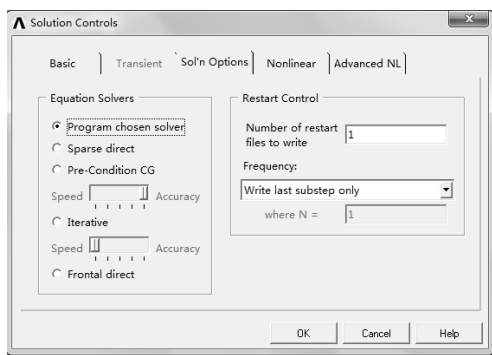 Solution Controls
Basic Transient Sol'n Options Nonlinear Advanced NL
Equation Solvers
Program chosen solver
Sparse direct
Pre-Condition CG
Speed Accuracy
Iterative
Speed Accuracy
Frontal direct
Restart Control
Number of restart
files to write 1
Frequency:
Write last substep only
where N = 1
OK Cancel Help